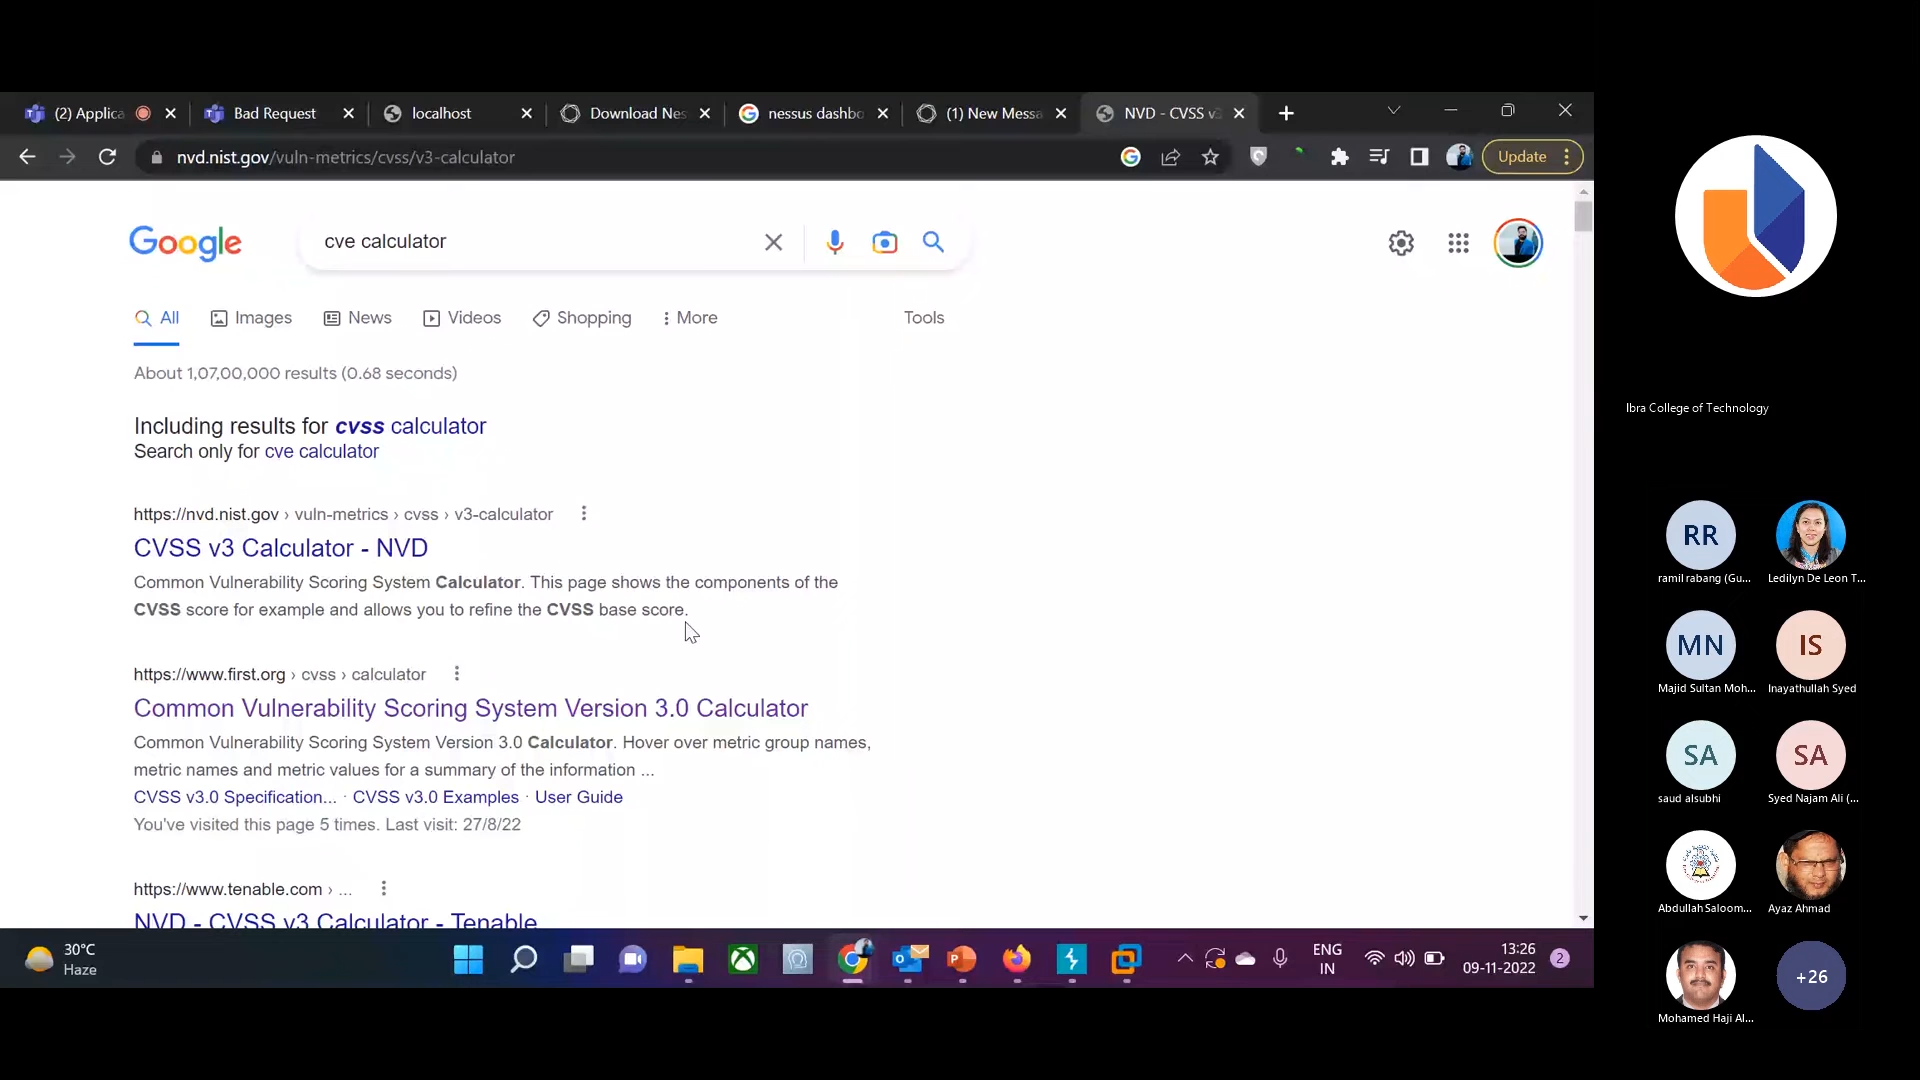 (2) Applica
Bad Request
localhost
Download Nes
nessus dashbo
(1) New Messa
NVD - CVSS v
nvd.nist.gov/vuln-metrics/cvss/v3-calculator
Update
Google
cve calculator
All
Images
News
Videos
Shopping
More
Tools
About 1,07,00,000 results (0.68 seconds)
Including results for cvss calculator
Search only for cve calculator
https://nvd.nist.gov › vuln-metrics › cvss › v3-calculator
CVSS v3 Calculator - NVD
Common Vulnerability Scoring System Calculator. This page shows the components of the
CVSS score for example and allows you to refine the CVSS base score.
https://www.first.org › cvss › calculator
Common Vulnerability Scoring System Version 3.0 Calculator
Common Vulnerability Scoring System Version 3.0 Calculator. Hover over metric group names,
metric names and metric values for a summary of the information ...
CVSS v3.0 Specification... · CVSS v3.0 Examples · User Guide
You've visited this page 5 times. Last visit: 27/8/22
https://www.tenable.com › ...
NVD - CVSS v3 Calculator - Tenable
30°C
Haze
ENG
IN
13:26
09-11-2022
2
Ibra College of Technology
RR
ramil rabang (Gu...
Ledilyn De Leon T...
MN
Majid Sultan Moh...
IS
Inayathullah Syed
SA
saud alsubhi
SA
Syed Najam Ali (...
Abdullah Saloom...
Ayaz Ahmad
Mohamed Haji Al...
+26